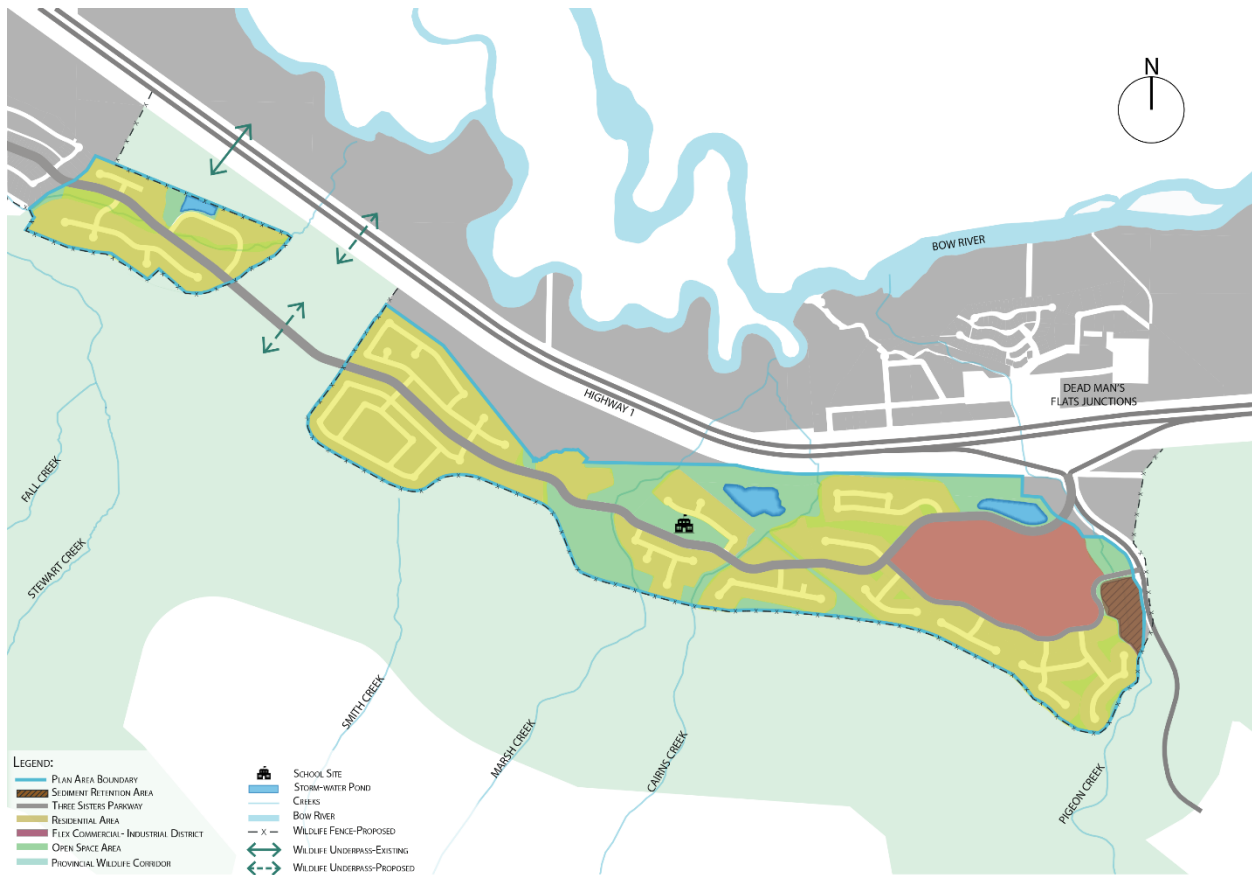 N
BOW RIVER
DEAD MAN'S
FLATS JUNCTIONS
HIGHWAY 1
FALL CREEK
STEWART CREEK
SMITH CREEK
MARSH CREEK
CAIRNS CREEK
PIGEON CREEK
LEGEND:
PLAN AREA BOUNDARY
SEDIMENT RETENTION AREA
THREE SISTERS PARKWAY
RESIDENTIAL AREA
FLEX COMMERCIAL- INDUSTRIAL DISTRICT
OPEN SPACE AREA
PROVINCIAL WILDLIFE CORRIDOR
SCHOOL SITE
STORM-WATER POND
CREEKS
BOW RIVER
WILDLIFE FENCE-PROPOSED
WILDLIFE UNDERPASS-EXISTING
WILDLIFE UNDERPASS-PROPOSED